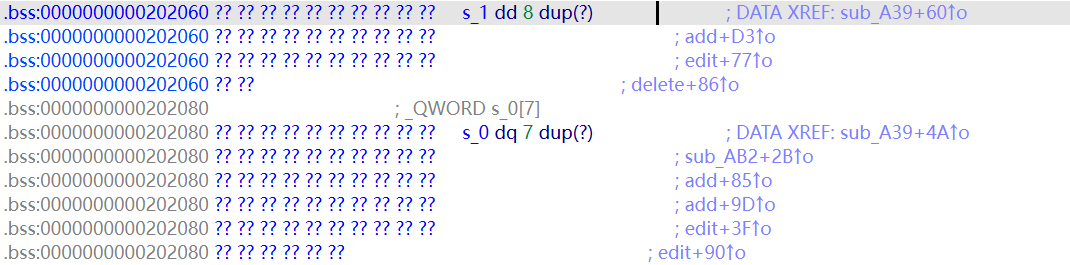 .bss:0000000000202060 ?? ?? ?? ?? ?? ?? ?? ?? ?? ?? s_1 dd 8 dup(?) ; DATA XREF: sub_A39+60↑o
.bss:0000000000202060 ?? ?? ?? ?? ?? ?? ?? ?? ?? ?? ; add+D3↑o
.bss:0000000000202060 ?? ?? ?? ?? ?? ?? ?? ?? ?? ?? ; edit+77↑o
.bss:0000000000202060 ?? ?? ; delete+86↑o
.bss:0000000000202080 ; _QWORD s_0[7]
.bss:0000000000202080 ?? ?? ?? ?? ?? ?? ?? ?? ?? ?? s_0 dq 7 dup(?) ; DATA XREF: sub_A39+4A↑o
.bss:0000000000202080 ?? ?? ?? ?? ?? ?? ?? ?? ?? ?? ; sub_AB2+2B↑o
.bss:0000000000202080 ?? ?? ?? ?? ?? ?? ?? ?? ?? ?? ; add+85↑o
.bss:0000000000202080 ?? ?? ?? ?? ?? ?? ?? ?? ?? ?? ; add+9D↑o
.bss:0000000000202080 ?? ?? ?? ?? ?? ?? ?? ?? ?? ?? ; edit+3F↑o
.bss:0000000000202080 ?? ?? ?? ?? ?? ?? ; edit+90↑o